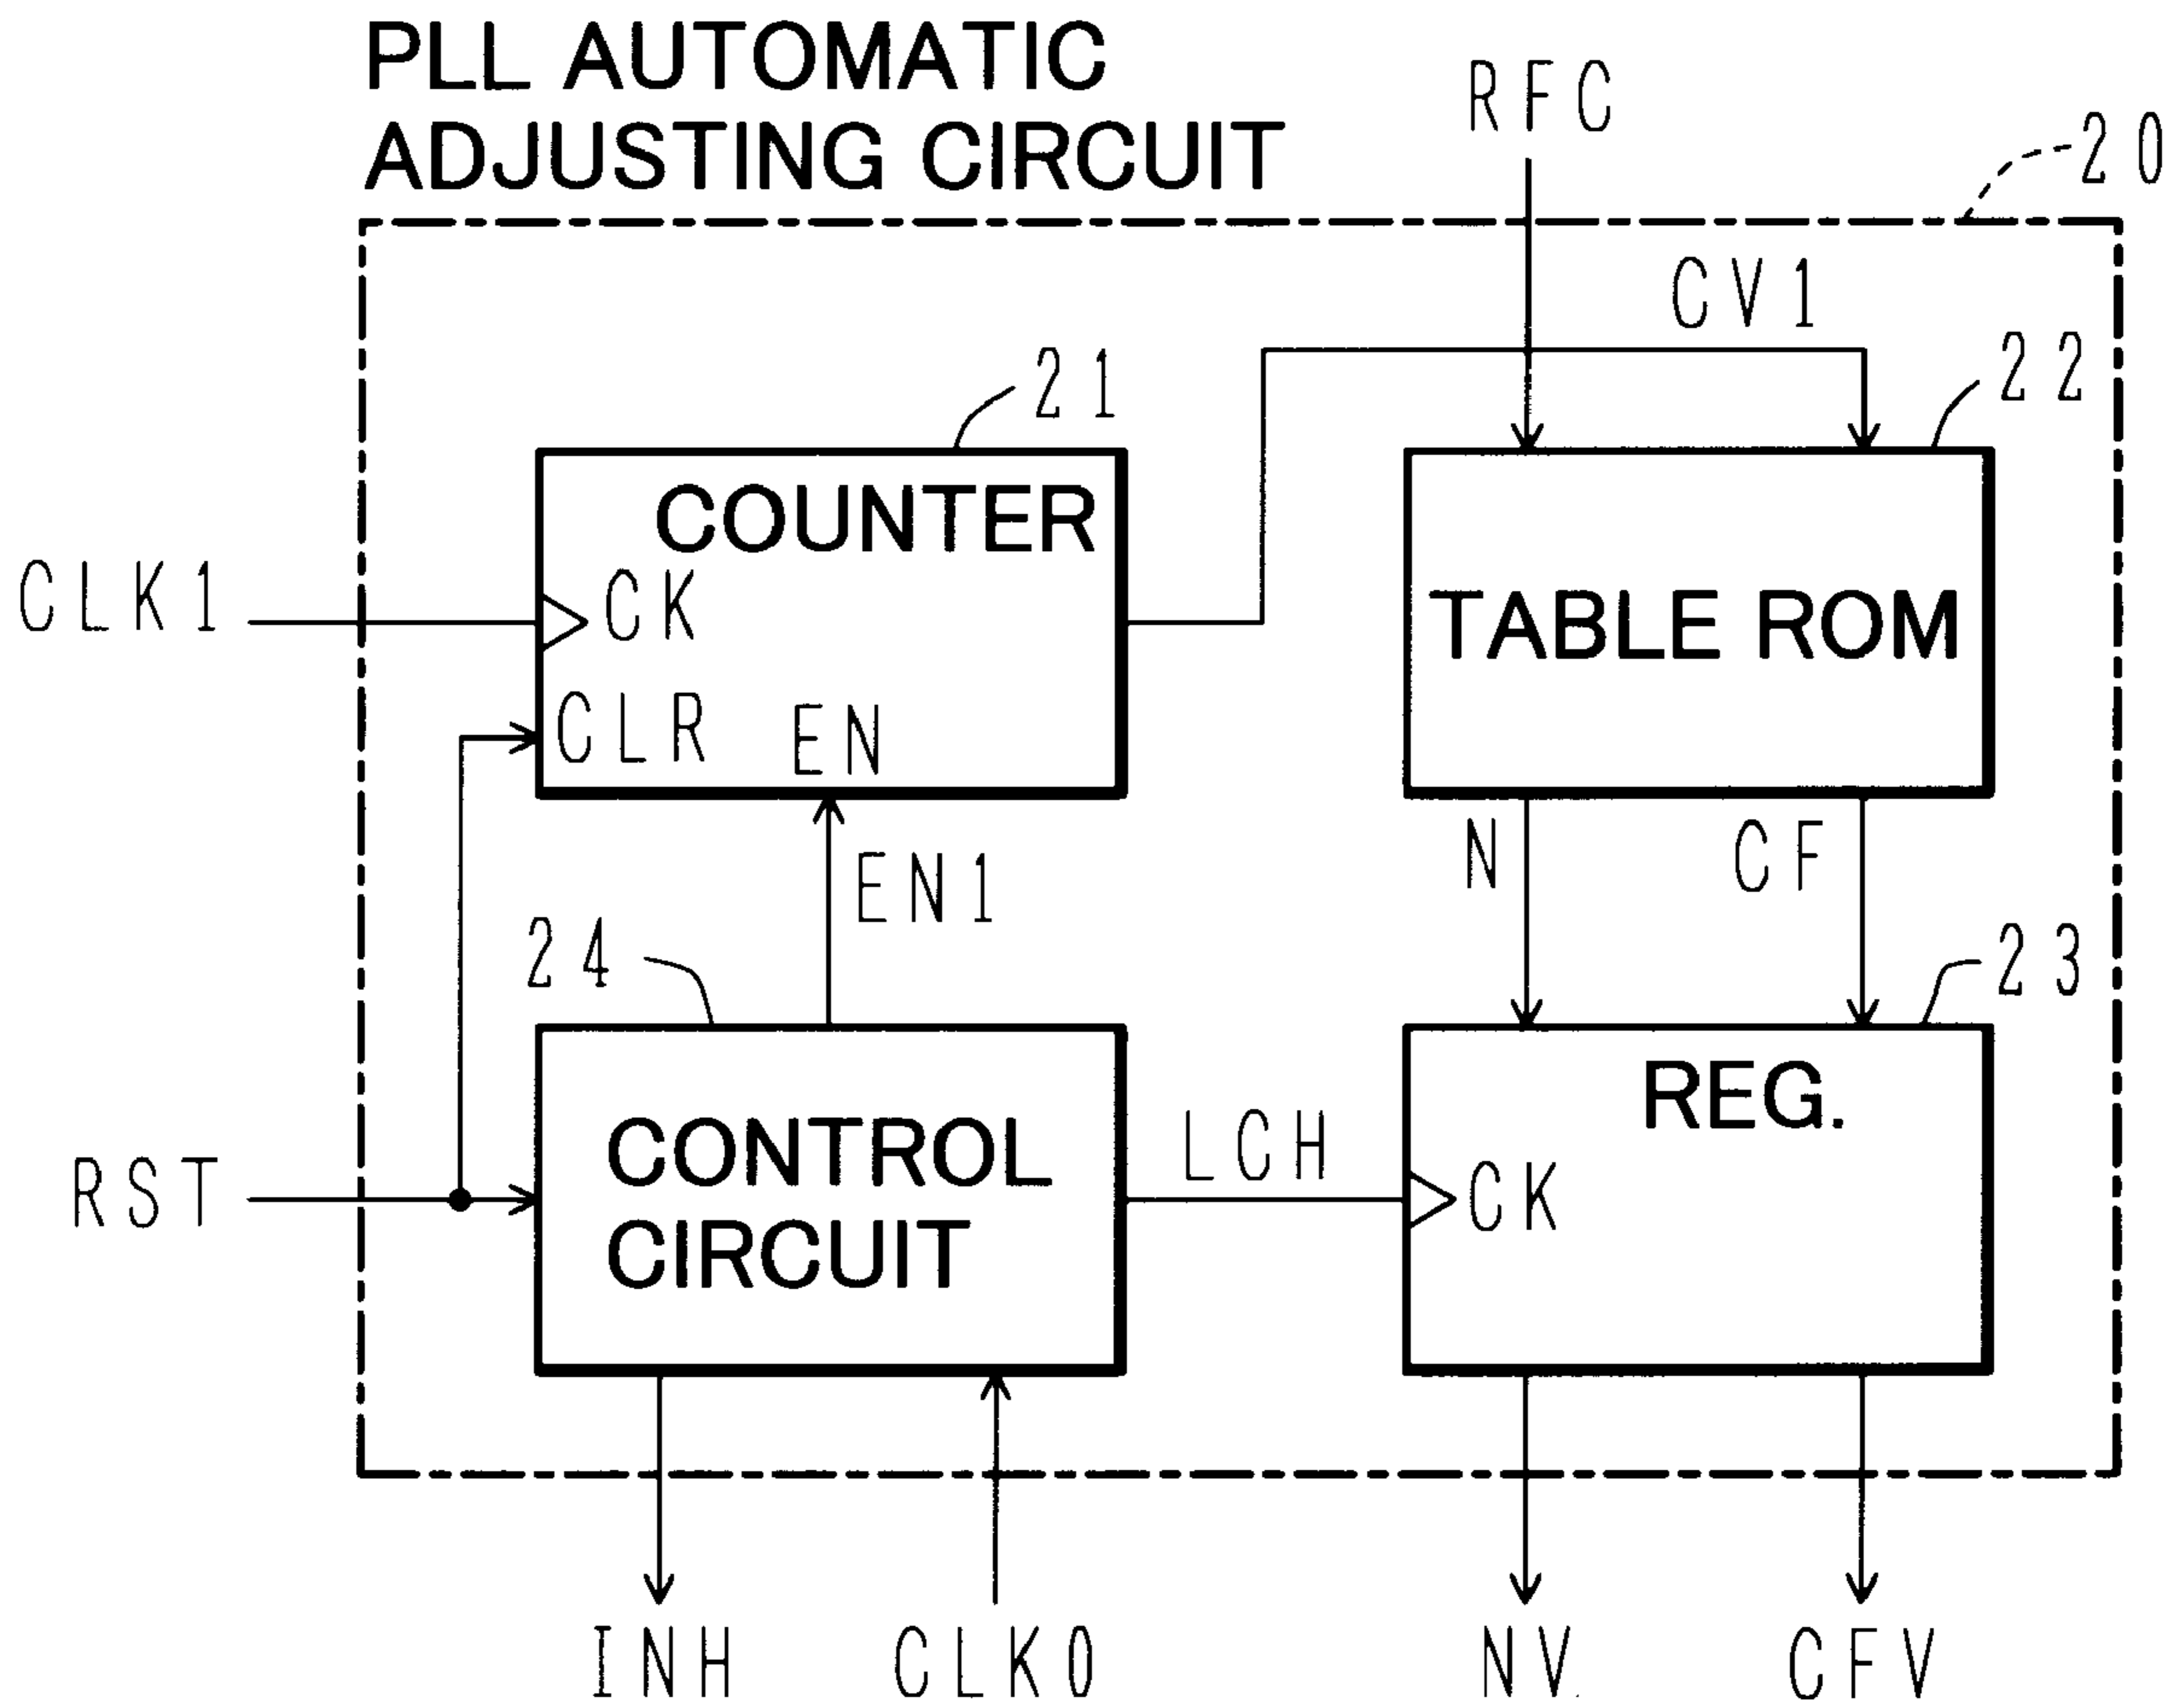 PLL AUTOMATIC
ADJUSTING CIRCUIT
RFC
20
CV1
21
22
COUNTER
CLK1
CK
TABLE ROM
CLR
EN
N
CF
EN1
24
23
REG.
CONTROL
CIRCUIT
LCH
RST
CK
INH
CLK0
NV
CFV